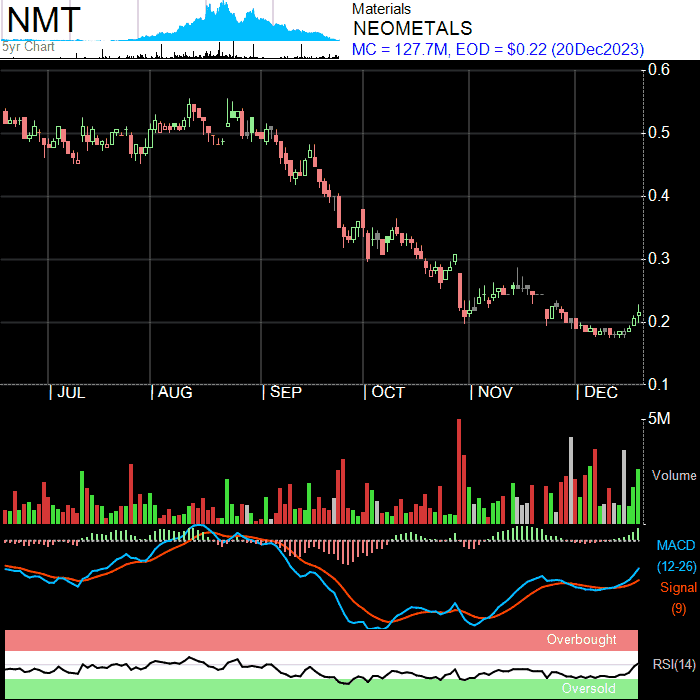 NMT
5yr Chart
Materials
NEOMETALS
MC = 127.7M, EOD = $0.22 (20Dec2023)
0.6
0.5
0.4
0.3
0.2
0.1
| JUL | AUG | SEP | OCT | NOV | DEC
5M
Volume
MACD
(12-26)
Signal
(9)
Overbought
RSI(14)
Oversold